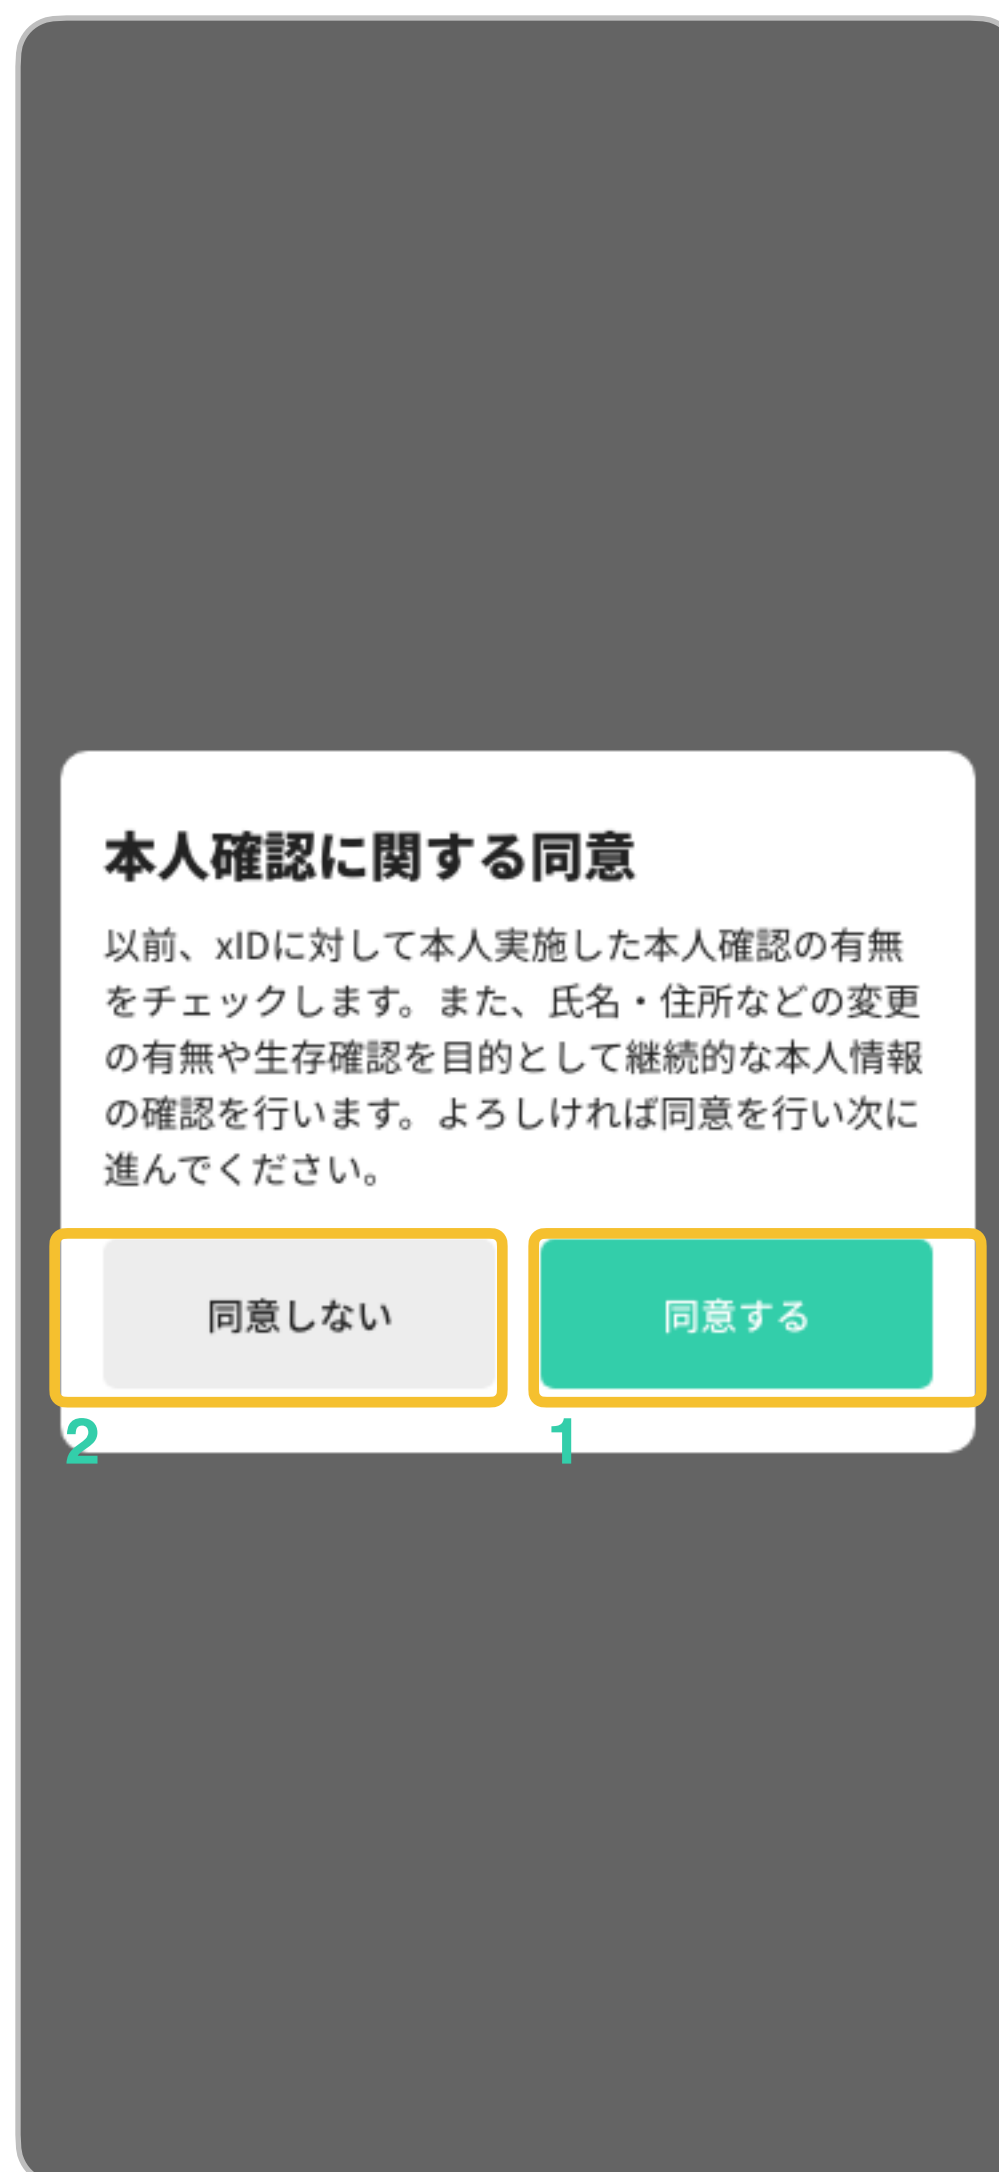 本人確認に関する同意
以前、xIDに対して本人実施した本人確認の有無
をチェックします。また、氏名・住所などの変更
の有無や生存確認を目的として継続的な本人情報
の確認を行います。よろしければ同意を行い次に
進んでください。
同意しない 同意する
2 1